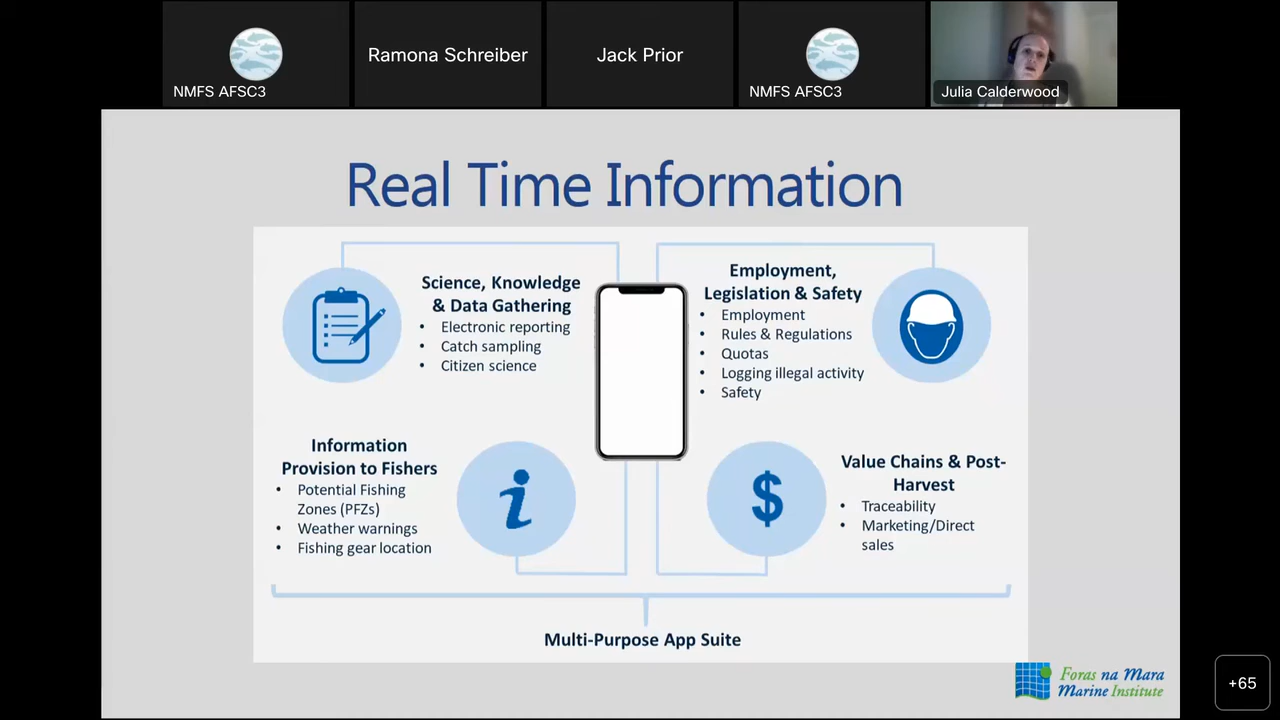 NMFS AFSC3
Ramona Schreiber
Jack Prior
NMFS AFSC3
Julia Calderwood
Real Time Information
Science, Knowledge
& Data Gathering
• Electronic reporting
• Catch sampling
• Citizen science
Employment,
Legislation & Safety
• Employment
• Rules & Regulations
• Quotas
• Logging illegal activity
• Safety
Information
Provision to Fishers
• Potential Fishing
Zones (PFZs)
• Weather warnings
• Fishing gear location
i
$
Value Chains & Post-
Harvest
• Traceability
• Marketing/Direct
sales
Multi-Purpose App Suite
Foras na Mara
Marine Institute
+65